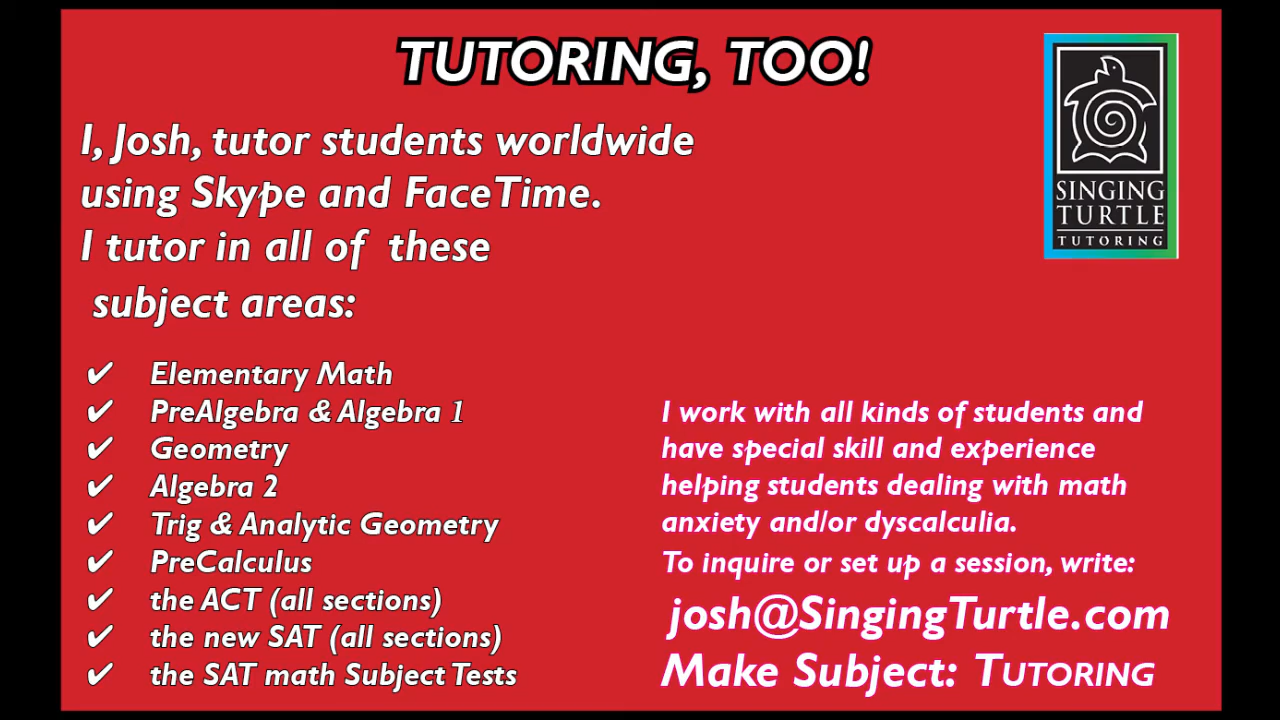 TUTORING, TOO!
SINGING
TURTLE
TUTORING
I, Josh, tutor students worldwide
using Skype and FaceTime.
I tutor in all of these
subject areas:
✔ Elementary Math
✔ PreAlgebra & Algebra 1
✔ Geometry
✔ Algebra 2
✔ Trig & Analytic Geometry
✔ PreCalculus
✔ the ACT (all sections)
✔ the new SAT (all sections)
✔ the SAT math Subject Tests
I work with all kinds of students and
have special skill and experience
helping students dealing with math
anxiety and/or dyscalculia.
To inquire or set up a session, write:
josh@SingingTurtle.com
Make Subject: TUTORING